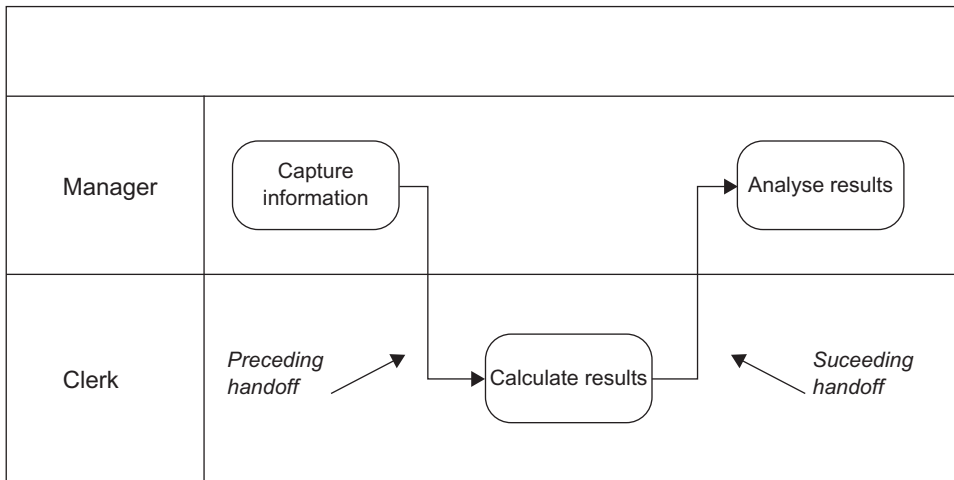 Manager
Capture
information
Analyse results
Clerk
Preceding
handoff
Calculate results
Suceeding
handoff